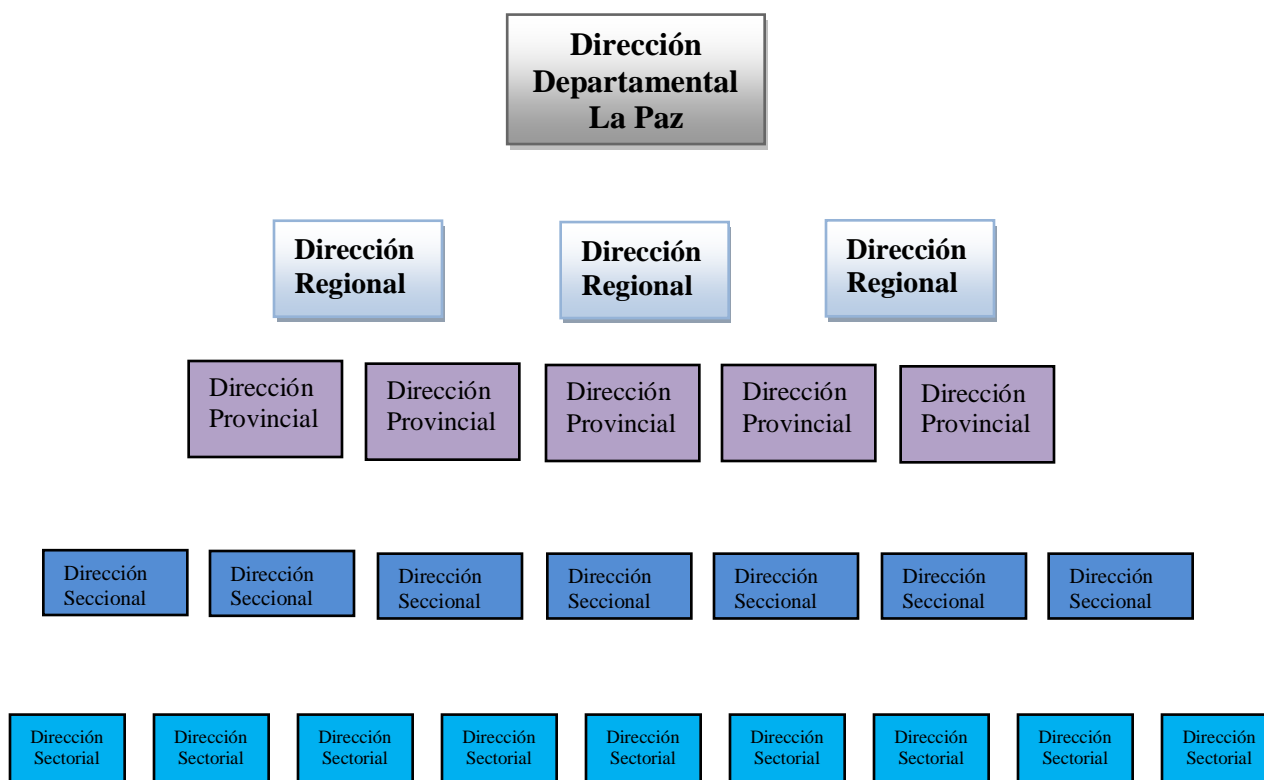 Dirección
Departamental
La Paz
Dirección
Regional
Dirección
Regional
Dirección
Regional
Dirección
Provincial
Dirección
Provincial
Dirección
Provincial
Dirección
Provincial
Dirección
Provincial
Dirección
Seccional
Dirección
Seccional
Dirección
Seccional
Dirección
Seccional
Dirección
Seccional
Dirección
Seccional
Dirección
Seccional
Dirección
Sectorial
Dirección
Sectorial
Dirección
Sectorial
Dirección
Sectorial
Dirección
Sectorial
Dirección
Sectorial
Dirección
Sectorial
Dirección
Sectorial
Dirección
Sectorial